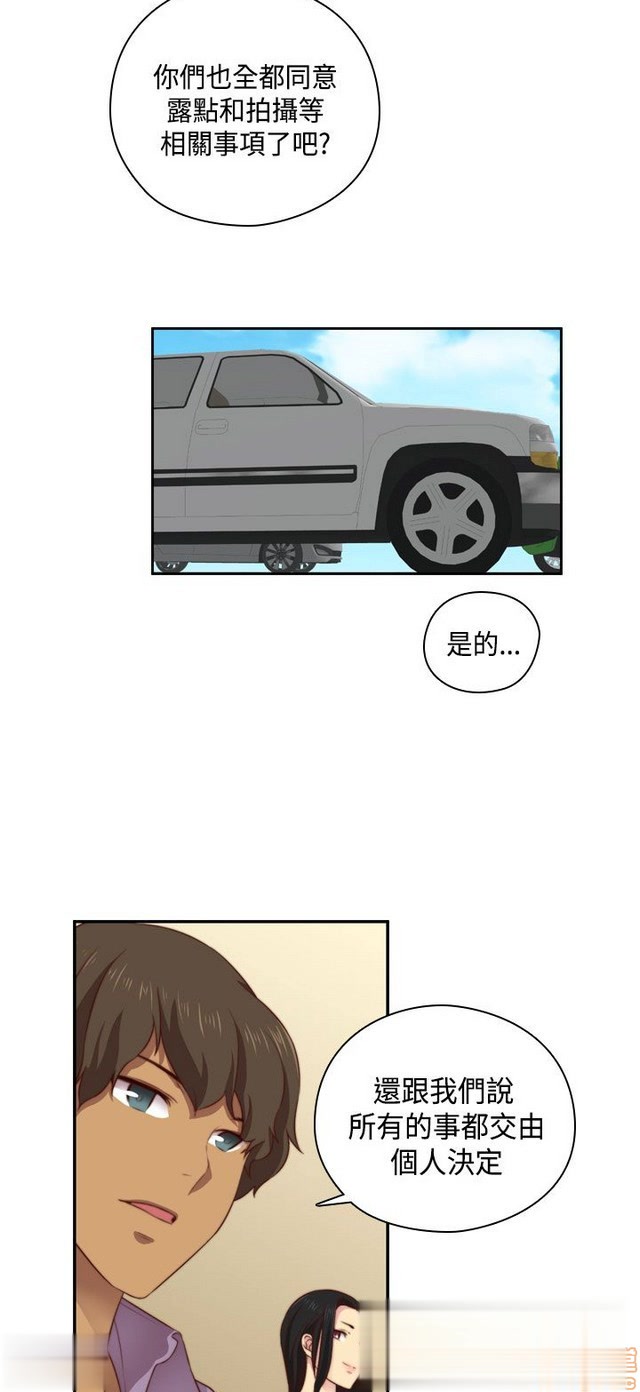 你們也全都同意
露點和拍攝等
相關事項了吧?
是的...
還跟我們說
所有的事都交由
個人決定